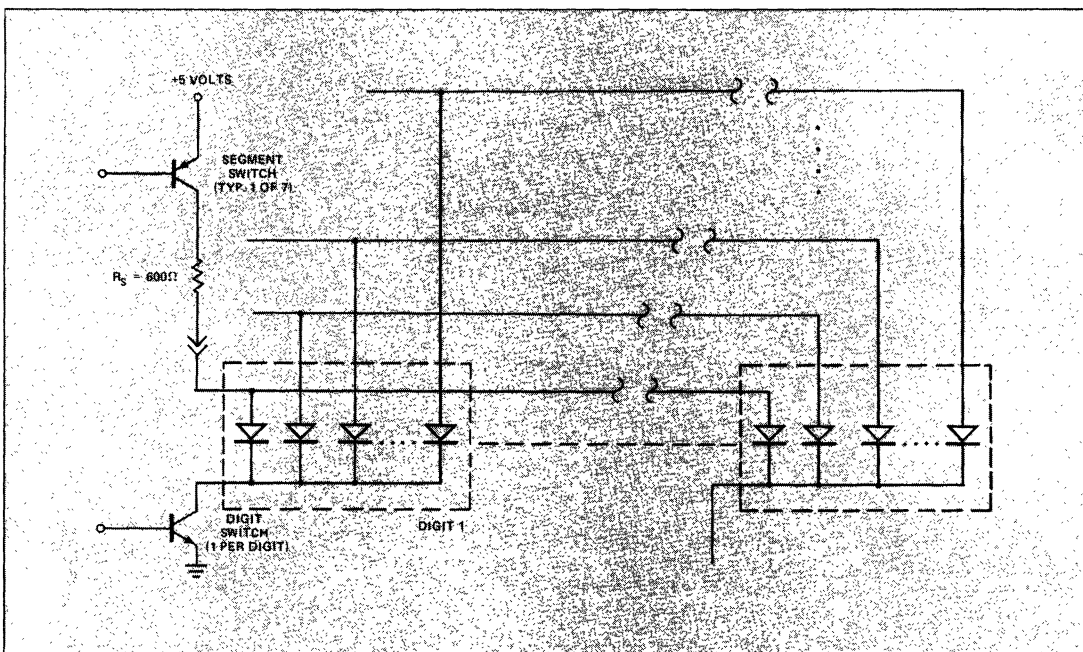 +5 VOLTS
SEGMENT
SWITCH
(TYP. 1 OF 7)
R_S = 600Ω
DIGIT
SWITCH
(1 PER DIGIT)
DIGIT 1